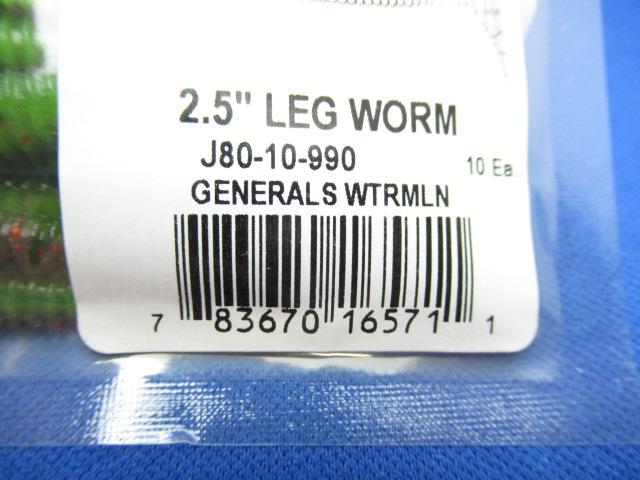 2.5" LEG WORM
J80-10-990 10 Ea.
GENERALS WTRMLN
7 83670 16571 1